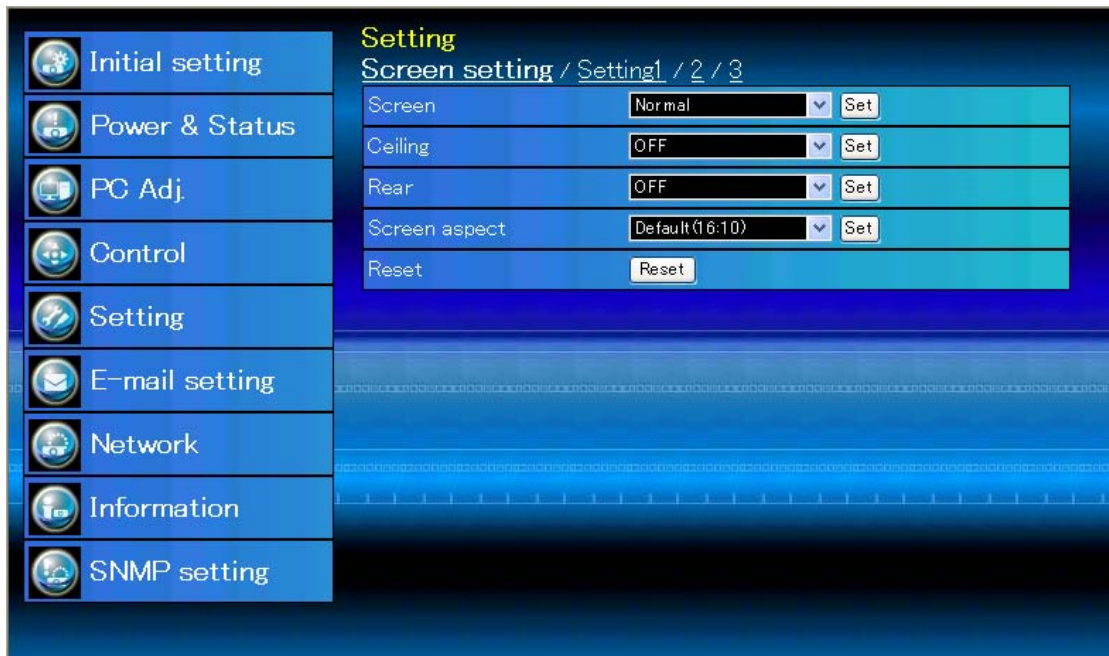 Initial setting
Power & Status
PC Adj.
Control
Setting
E-mail setting
Network
Information
SNMP setting
Setting
Screen setting / Setting1 / 2 / 3
Screen Normal Set
Ceiling OFF Set
Rear OFF Set
Screen aspect Default(16:10) Set
Reset Reset